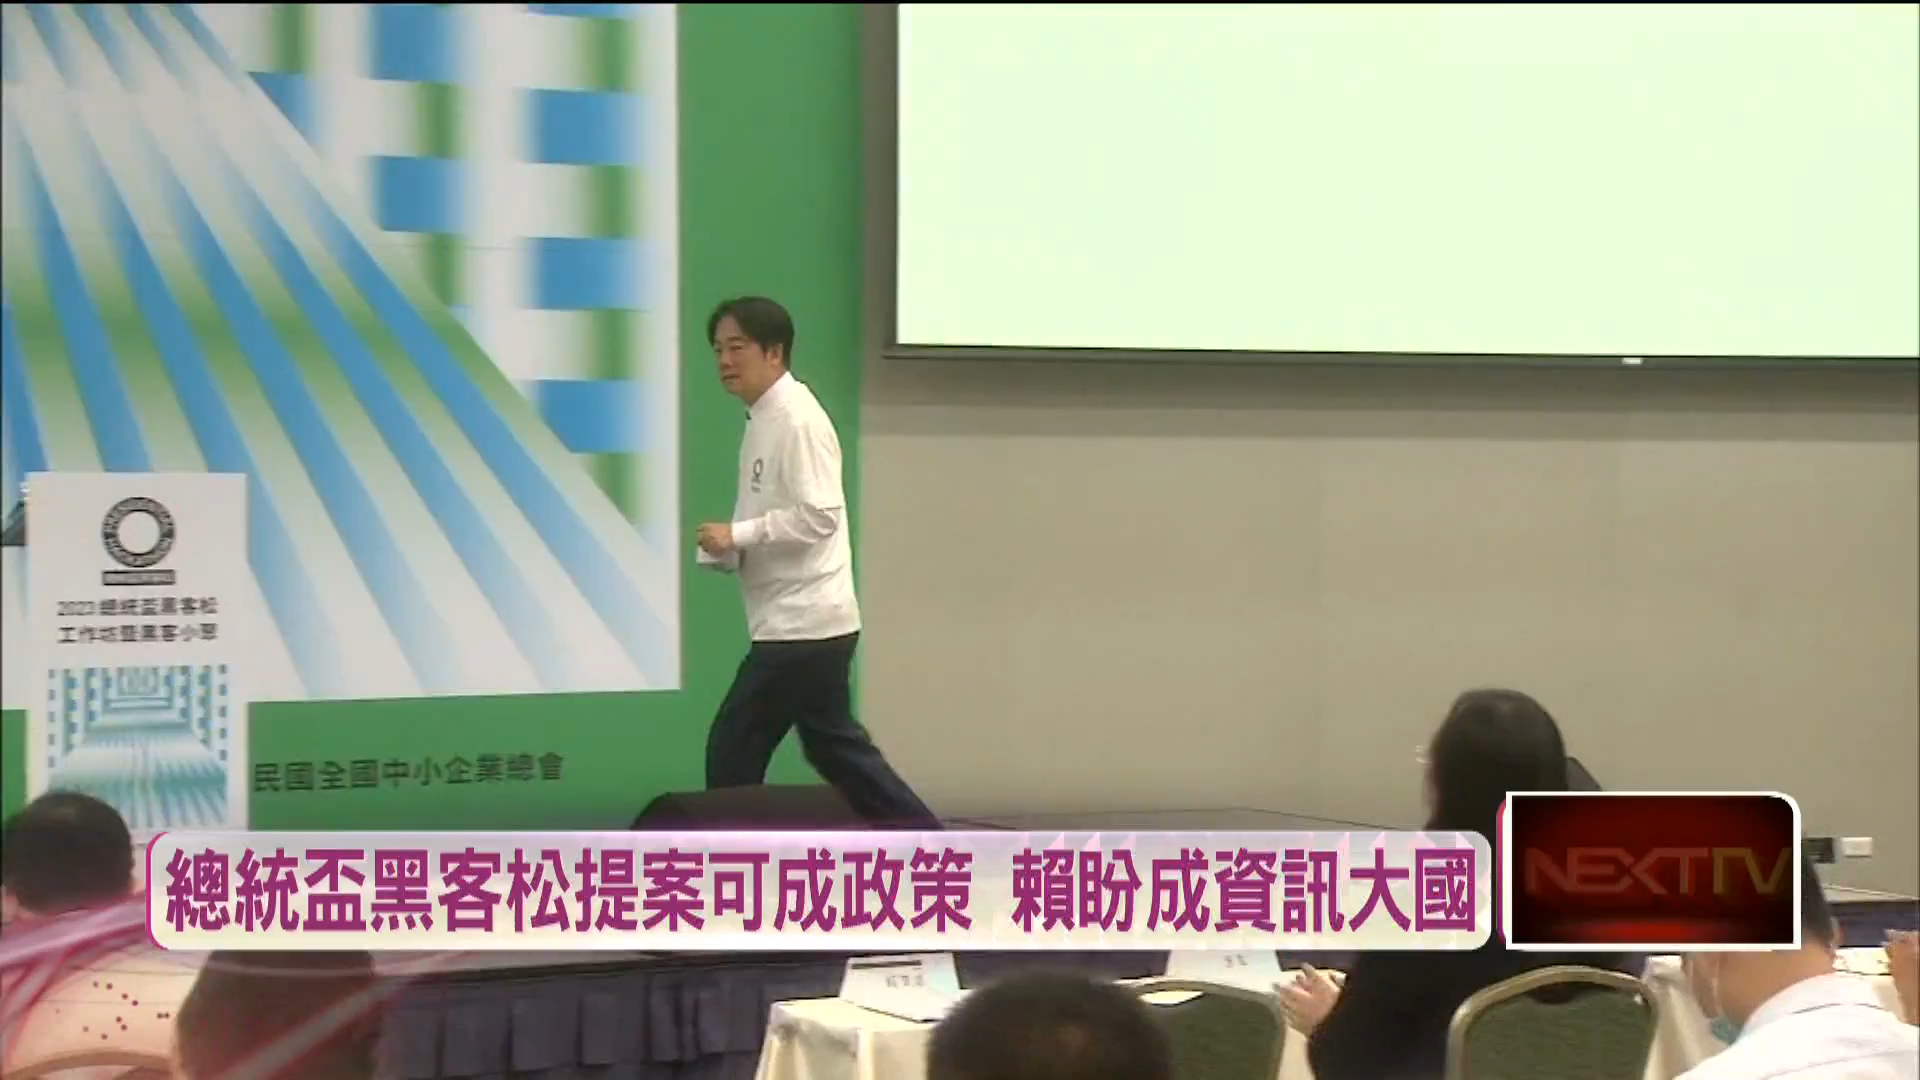 PRESIDENTIAL HACKATHON
2023 總統盃黑客松
工作坊暨黑客小聚
民國全國中小企業總會
總統盃黑客松提案可成政策 賴盼成資訊大國
NEXTTV